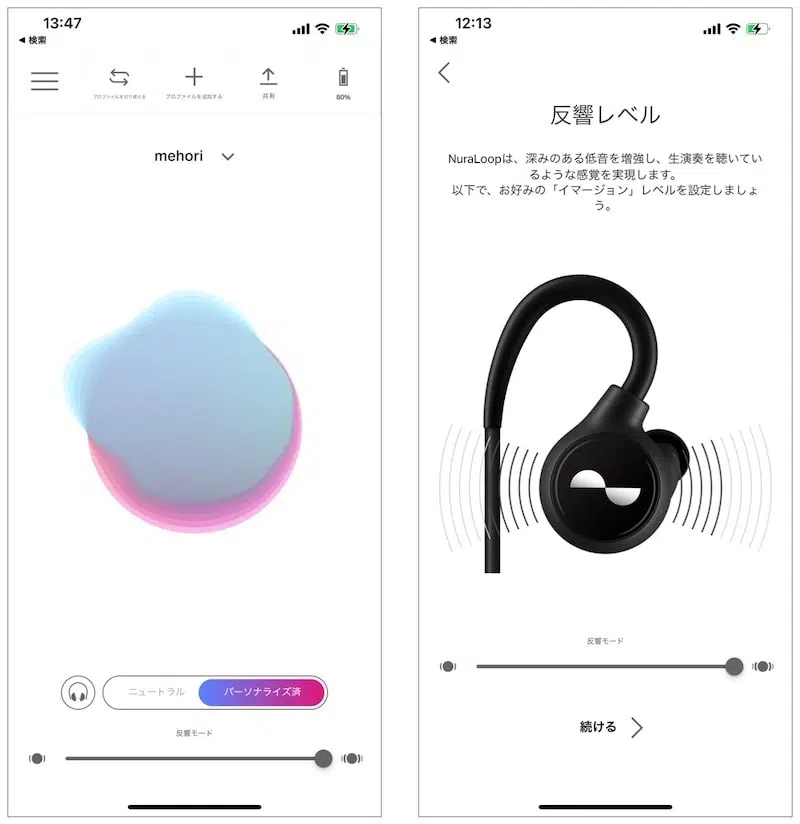 13:47
◀ 検索
プロファイルを切り替える
プロファイルを追加する
共有
80%
mehori
ニュートラル
パーソナライズ済
反響モード
12:13
◀ 検索
反響レベル
NuraLoopは、深みのある低音を増強し、生演奏を聴いてい
るような感覚を実現します。
以下で、お好みの「イマージョン」レベルを設定しましょ
う。
反響モード
続ける